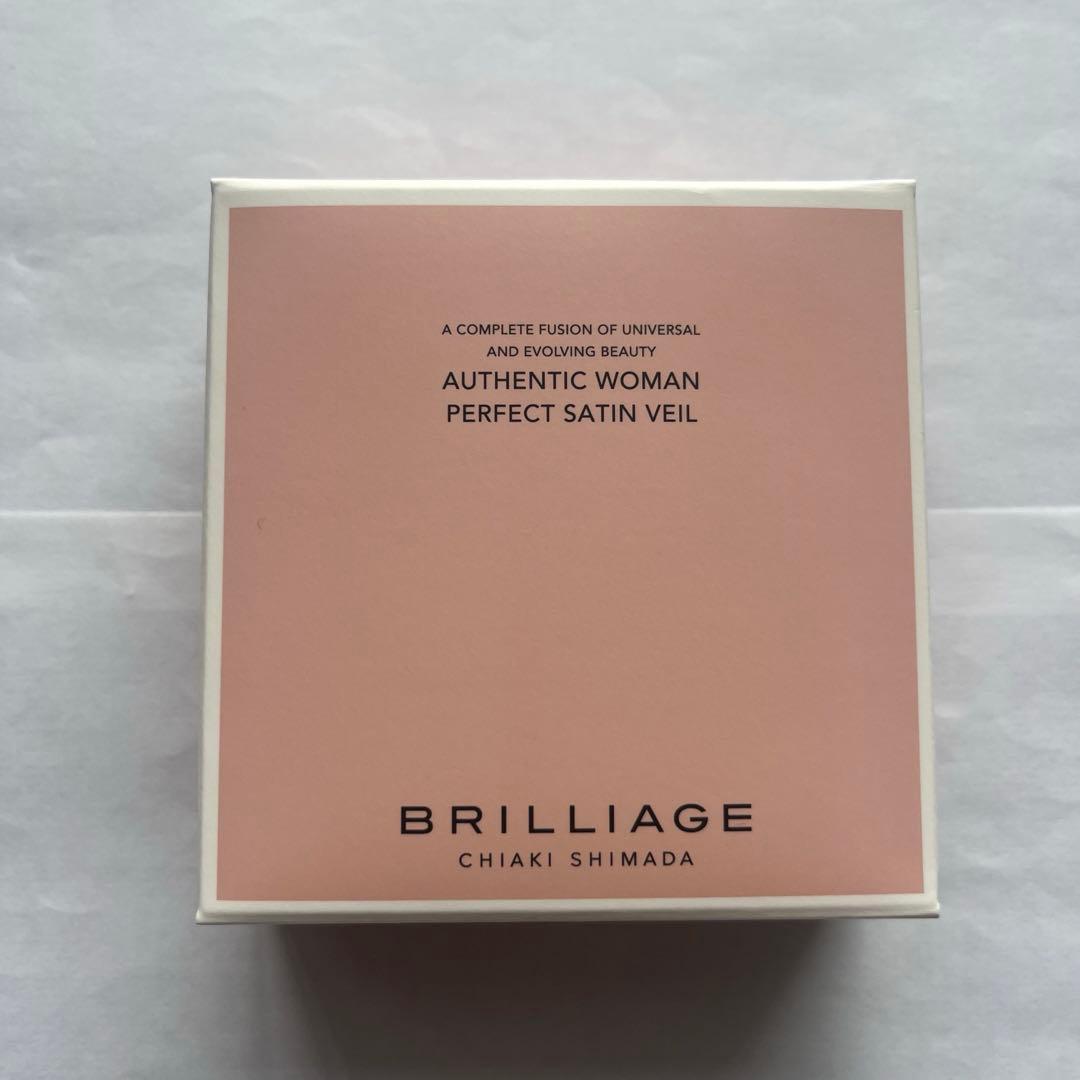 A COMPLETE FUSION OF UNIVERSAL
AND EVOLVING BEAUTY
AUTHENTIC WOMAN
PERFECT SATIN VEIL
BRILLIAGE
CHIAKI SHIMADA